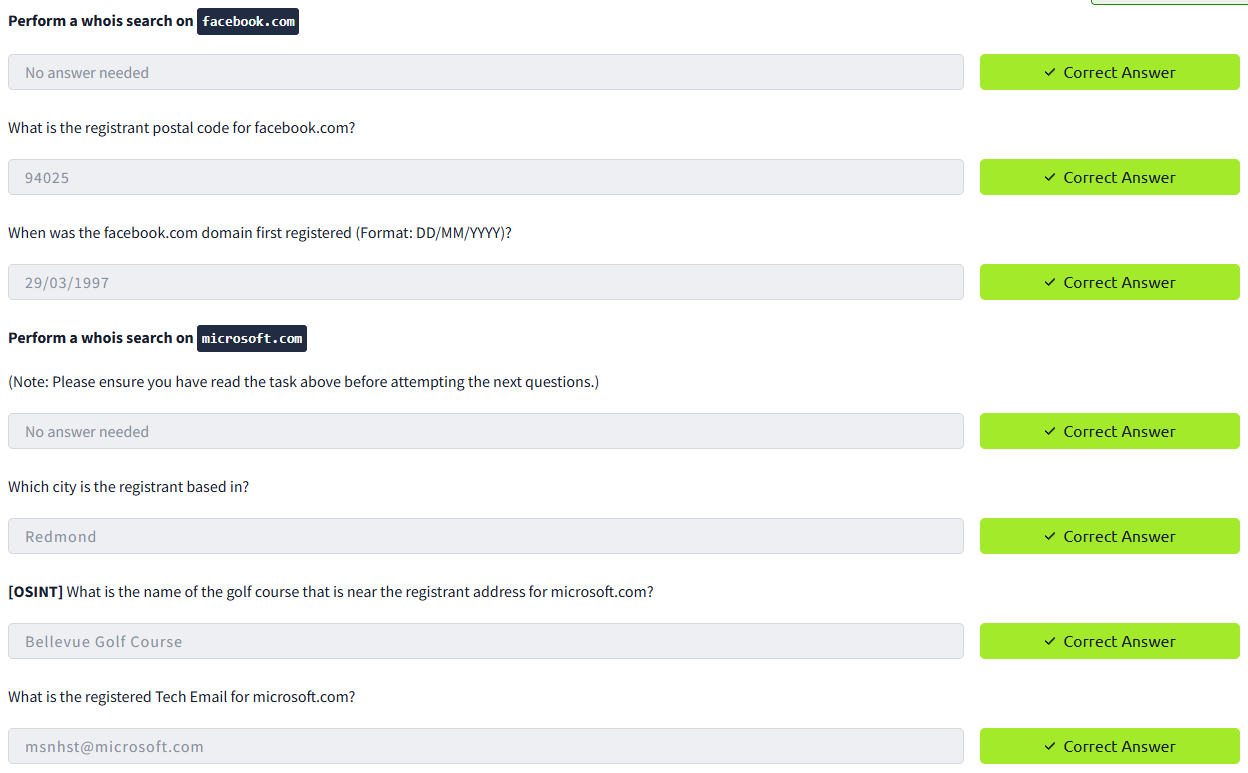 Perform a whois search on facebook.com
No answer needed
✓ Correct Answer
What is the registrant postal code for facebook.com?
94025
✓ Correct Answer
When was the facebook.com domain first registered (Format: DD/MM/YYYY)?
29/03/1997
✓ Correct Answer
Perform a whois search on microsoft.com
(Note: Please ensure you have read the task above before attempting the next questions.)
No answer needed
✓ Correct Answer
Which city is the registrant based in?
Redmond
✓ Correct Answer
[OSINT] What is the name of the golf course that is near the registrant address for microsoft.com?
Bellevue Golf Course
✓ Correct Answer
What is the registered Tech Email for microsoft.com?
msnhst@microsoft.com
✓ Correct Answer